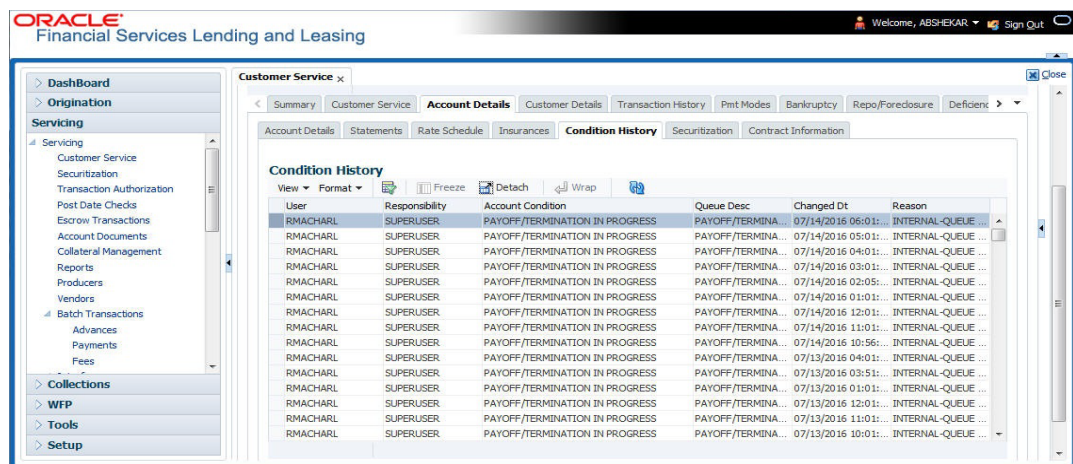 ORACLE
Financial Services Lending and Leasing
Welcome, ABSHEKAR
Sign Out
DashBoard
Origination
Servicing
Servicing
Customer Service
Securitization
Transaction Authorization
Post Date Checks
Escrow Transactions
Account Documents
Collateral Management
Reports
Producers
Vendors
Batch Transactions
Advances
Payments
Fees
Collections
WFP
Tools
Setup
Customer Service x
Close
Summary Customer Service Account Details Customer Details Transaction History Pmt Modes Bankruptcy Repo/Foreclosure Deficienc
Account Details Statements Rate Schedule Insurances Condition History Securitization Contract Information
Condition History
View Format Freeze Detach Wrap
User Responsibility Account Condition Queue Desc Changed Dt Reason
RMACHARL SUPERUSER PAYOFF/TERMINATION IN PROGRESS PAYOFF/TERMINA... 07/14/2016 06:01:... INTERNAL-QUEUE ...
RMACHARL SUPERUSER PAYOFF/TERMINATION IN PROGRESS PAYOFF/TERMINA... 07/14/2016 05:01:... INTERNAL-QUEUE ...
RMACHARL SUPERUSER PAYOFF/TERMINATION IN PROGRESS PAYOFF/TERMINA... 07/14/2016 04:01:... INTERNAL-QUEUE ...
RMACHARL SUPERUSER PAYOFF/TERMINATION IN PROGRESS PAYOFF/TERMINA... 07/14/2016 03:01:... INTERNAL-QUEUE ...
RMACHARL SUPERUSER PAYOFF/TERMINATION IN PROGRESS PAYOFF/TERMINA... 07/14/2016 02:05:... INTERNAL-QUEUE ...
RMACHARL SUPERUSER PAYOFF/TERMINATION IN PROGRESS PAYOFF/TERMINA... 07/14/2016 01:01:... INTERNAL-QUEUE ...
RMACHARL SUPERUSER PAYOFF/TERMINATION IN PROGRESS PAYOFF/TERMINA... 07/14/2016 12:01:... INTERNAL-QUEUE ...
RMACHARL SUPERUSER PAYOFF/TERMINATION IN PROGRESS PAYOFF/TERMINA... 07/14/2016 11:01:... INTERNAL-QUEUE ...
RMACHARL SUPERUSER PAYOFF/TERMINATION IN PROGRESS PAYOFF/TERMINA... 07/14/2016 10:56:... INTERNAL-QUEUE ...
RMACHARL SUPERUSER PAYOFF/TERMINATION IN PROGRESS PAYOFF/TERMINA... 07/13/2016 04:01:... INTERNAL-QUEUE ...
RMACHARL SUPERUSER PAYOFF/TERMINATION IN PROGRESS PAYOFF/TERMINA... 07/13/2016 03:51:... INTERNAL-QUEUE ...
RMACHARL SUPERUSER PAYOFF/TERMINATION IN PROGRESS PAYOFF/TERMINA... 07/13/2016 01:01:... INTERNAL-QUEUE ...
RMACHARL SUPERUSER PAYOFF/TERMINATION IN PROGRESS PAYOFF/TERMINA... 07/13/2016 12:01:... INTERNAL-QUEUE ...
RMACHARL SUPERUSER PAYOFF/TERMINATION IN PROGRESS PAYOFF/TERMINA... 07/13/2016 11:01:... INTERNAL-QUEUE ...
RMACHARL SUPERUSER PAYOFF/TERMINATION IN PROGRESS PAYOFF/TERMINA... 07/13/2016 10:01:... INTERNAL-QUEUE ...